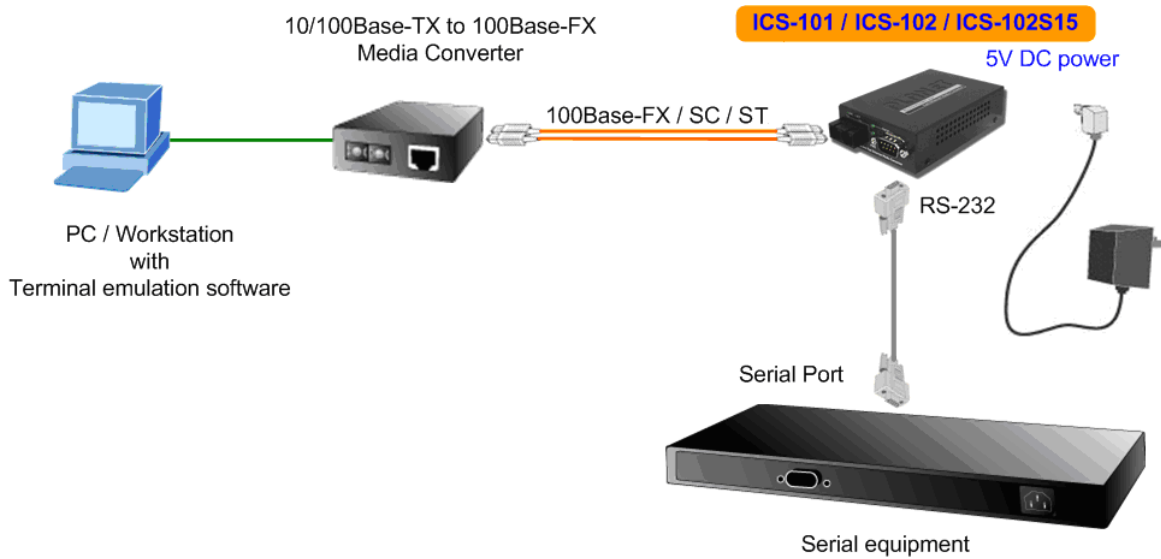 10/100Base-TX to 100Base-FX
Media Converter
ICS-101 / ICS-102 / ICS-102S15
5V DC power
100Base-FX / SC / ST
RS-232
PC / Workstation
with
Terminal emulation software
Serial Port
Serial equipment